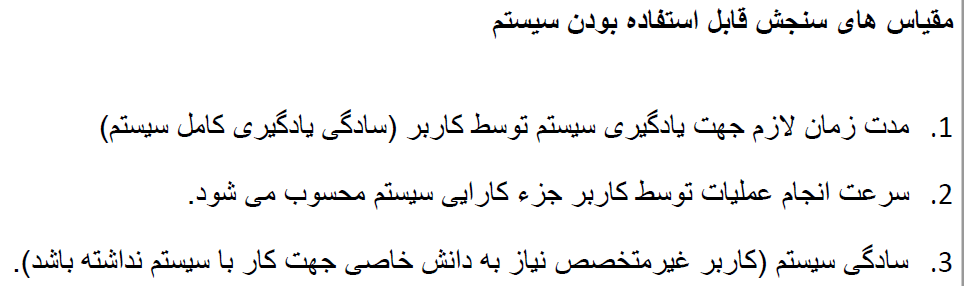 مقیاس های سنجش قابل استفاده بودن سیستم
1. مدت زمان لازم جهت یادگیری سیستم توسط کاربر (سادگی یادگیری کامل سیستم)
2. سرعت انجام عملیات توسط کاربر جزء کارایی سیستم محسوب می شود.
3. سادگی سیستم (کاربر غیرمتخصص نیاز به دانش خاصی جهت کار با سیستم نداشته باشد).